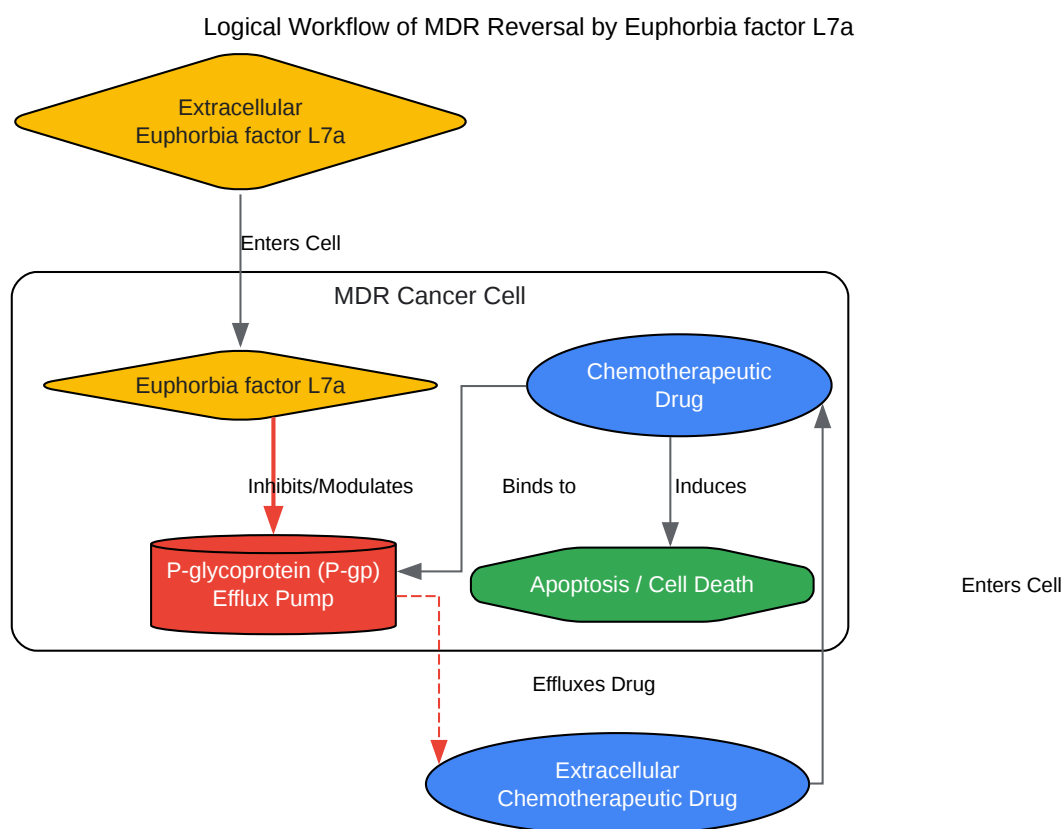 Logical Workflow of MDR Reversal by Euphorbia factor L7a
Extracellular
Euphorbia factor L7a
Enters Cell
MDR Cancer Cell
Euphorbia factor L7a
Chemotherapeutic
Drug
Inhibits/Modulates
Binds to
Induces
P-glycoprotein (P-gp)
Efflux Pump
Apoptosis / Cell Death
Enters Cell
Effluxes Drug
Extracellular
Chemotherapeutic Drug